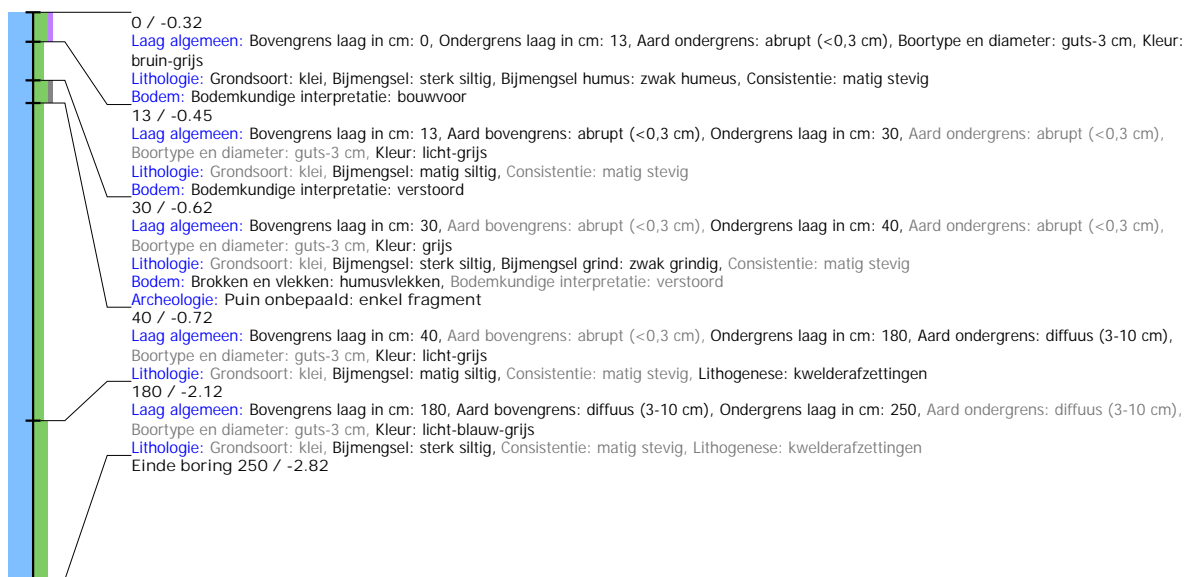 0 / -0.32
Laag algemeen: Bovengrens laag in cm: 0, Ondergrens laag in cm: 13, Aard ondergrens: abrupt (<0,3 cm), Boortype en diameter: guts-3 cm, Kleur:
bruin-grijs
Lithologie: Grondsoort: klei, Bijmengsel: sterk siltig, Bijmengsel humus: zwak humeus, Consistentie: matig stevig
Bodem: Bodemkundige interpretatie: bouwvoor
13 / -0.45
Laag algemeen: Bovengrens laag in cm: 13, Aard bovengrens: abrupt (<0,3 cm), Ondergrens laag in cm: 30, Aard ondergrens: abrupt (<0,3 cm),
Boortype en diameter: guts-3 cm, Kleur: licht-grijs
Lithologie: Grondsoort: klei, Bijmengsel: matig siltig, Consistentie: matig stevig
Bodem: Bodemkundige interpretatie: verstoord
30 / -0.62
Laag algemeen: Bovengrens laag in cm: 30, Aard bovengrens: abrupt (<0,3 cm), Ondergrens laag in cm: 40, Aard ondergrens: abrupt (<0,3 cm),
Boortype en diameter: guts-3 cm, Kleur: grijs
Lithologie: Grondsoort: klei, Bijmengsel: sterk siltig, Bijmengsel grind: zwak grindig, Consistentie: matig stevig
Bodem: Brokken en vlekken: humusvlekken, Bodemkundige interpretatie: verstoord
Archeologie: Puin onbepaald: enkel fragment
40 / -0.72
Laag algemeen: Bovengrens laag in cm: 40, Aard bovengrens: abrupt (<0,3 cm), Ondergrens laag in cm: 180, Aard ondergrens: diffuus (3-10 cm),
Boortype en diameter: guts-3 cm, Kleur: licht-grijs
Lithologie: Grondsoort: klei, Bijmengsel: matig siltig, Consistentie: matig stevig, Lithogenese: kwelderafzettingen
180 / -2.12
Laag algemeen: Bovengrens laag in cm: 180, Aard bovengrens: diffuus (3-10 cm), Ondergrens laag in cm: 250, Aard ondergrens: diffuus (3-10 cm),
Boortype en diameter: guts-3 cm, Kleur: licht-blauw-grijs
Lithologie: Grondsoort: klei, Bijmengsel: sterk siltig, Consistentie: matig stevig, Lithogenese: kwelderafzettingen
Einde boring 250 / -2.82